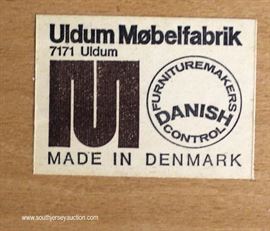 Uldum Møbelfabrik
7171 Uldum
FURNITUREMAKERS
DANISH
CONTROL
MADE IN DENMARK
www.southjerseyauction.com